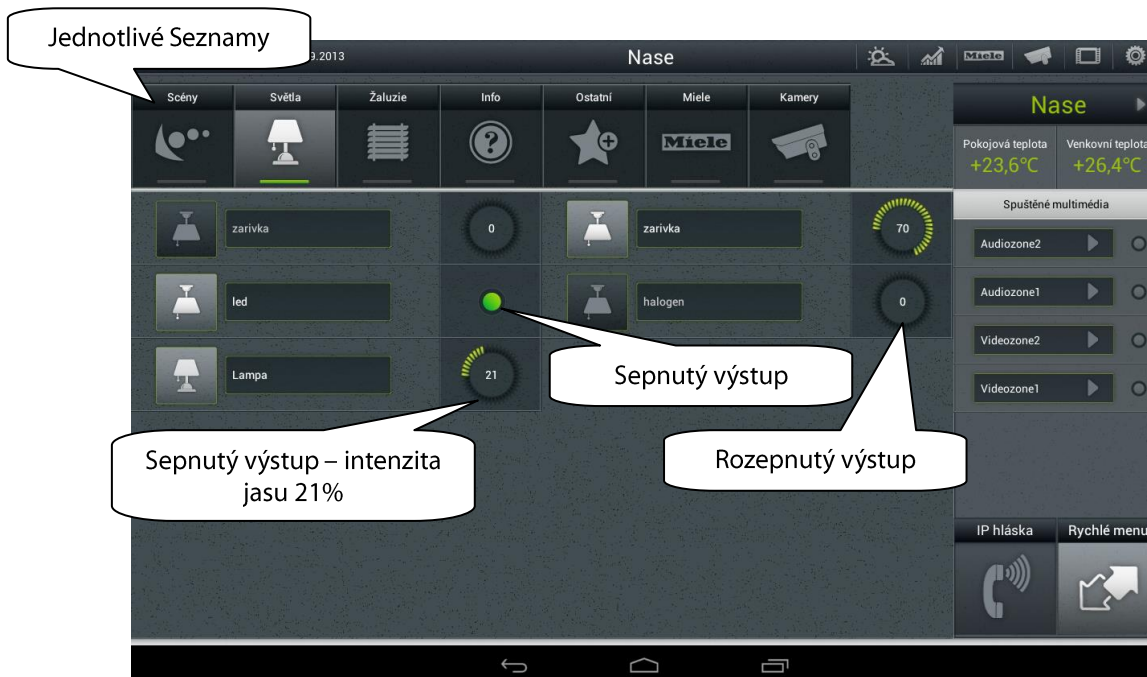 Jednotlivé Seznamy
9.2013
Nase
Miele
Scény
Světla
Žaluzie
Info
Ostatní
Miele
Kamery
?
Miele
Nase
Pokojová teplota
Venkovní teplota
+23,6°C
+26,4°C
Spuštěné multimédia
zarivka
0
zarivka
70
Audiozone2
led
halogen
0
Audiozone1
Videozone2
Lampa
21
Sepnutý výstup
Videozone1
Sepnutý výstup – intenzita
jasu 21%
Rozepnutý výstup
IP hláska
Rychlé menu